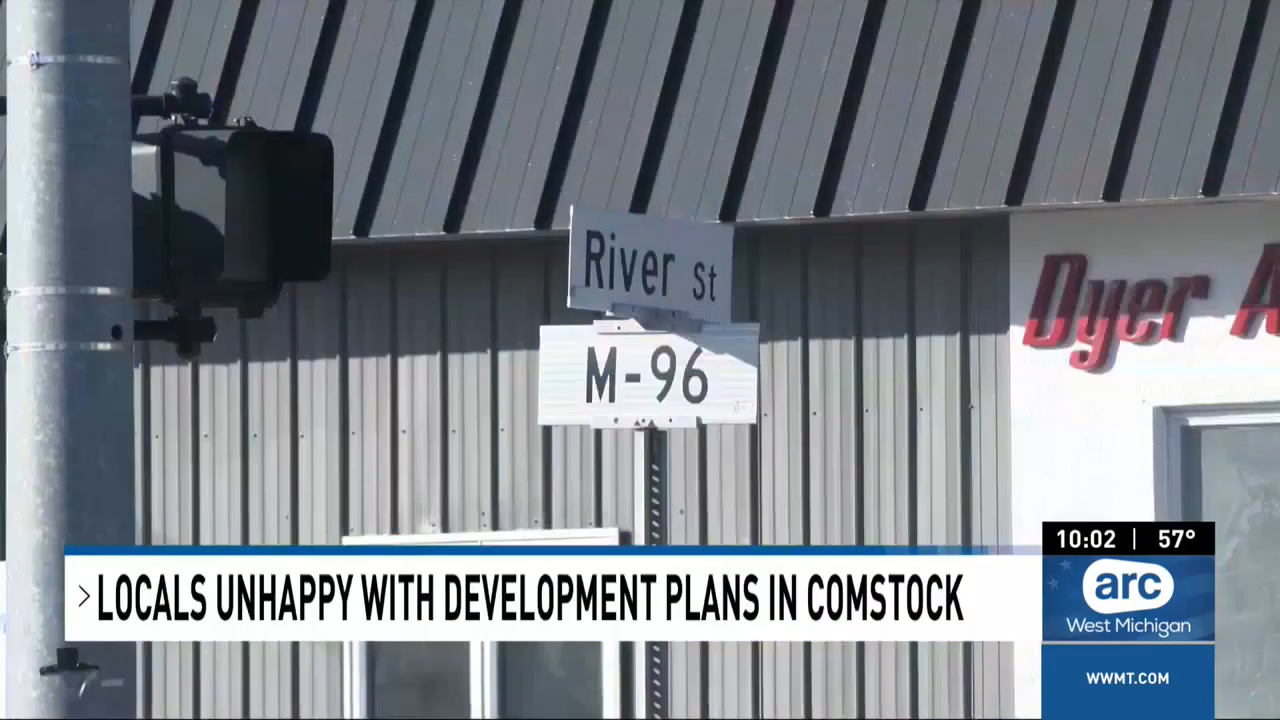 River St
M-96
Dyer A
> LOCALS UNHAPPY WITH DEVELOPMENT PLANS IN COMSTOCK
10:02 | 57°
arc
West Michigan
WWMT.COM